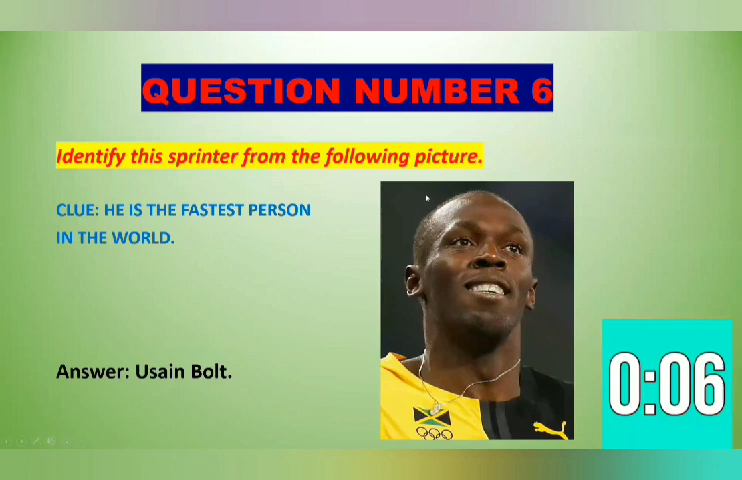 QUESTION NUMBER 6
Identify this sprinter from the following picture.
CLUE: HE IS THE FASTEST PERSON
IN THE WORLD.
Answer: Usain Bolt.
0:06